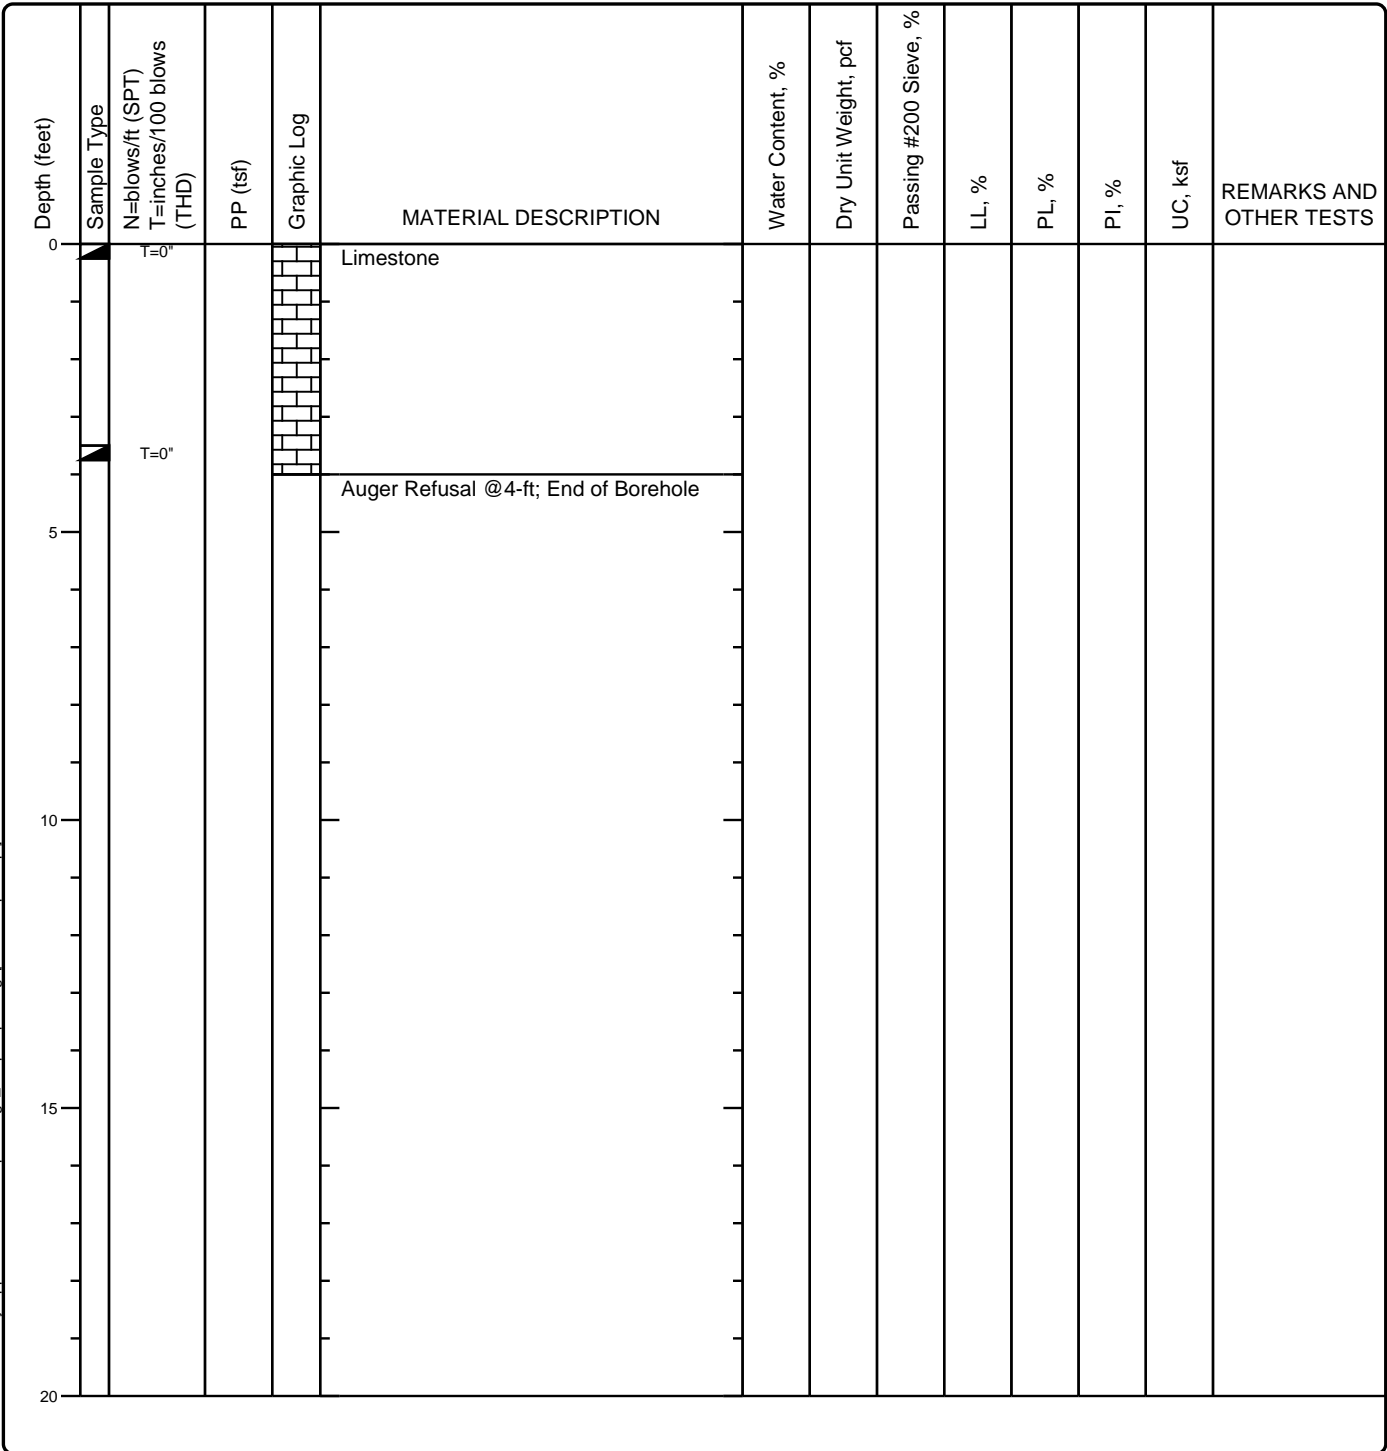 Depth (feet)
Sample Type
N=blows/ft (SPT)
T=inches/100 blows
(THD)
PP (tsf)
Graphic Log
MATERIAL DESCRIPTION
Water Content, %
Dry Unit Weight, pcf
Passing #200 Sieve, %
LL, %
PL, %
PI, %
UC, ksf
REMARKS AND
OTHER TESTS
0
T=0"
Limestone
T=0"
Auger Refusal @4-ft; End of Borehole
5
10
15
20